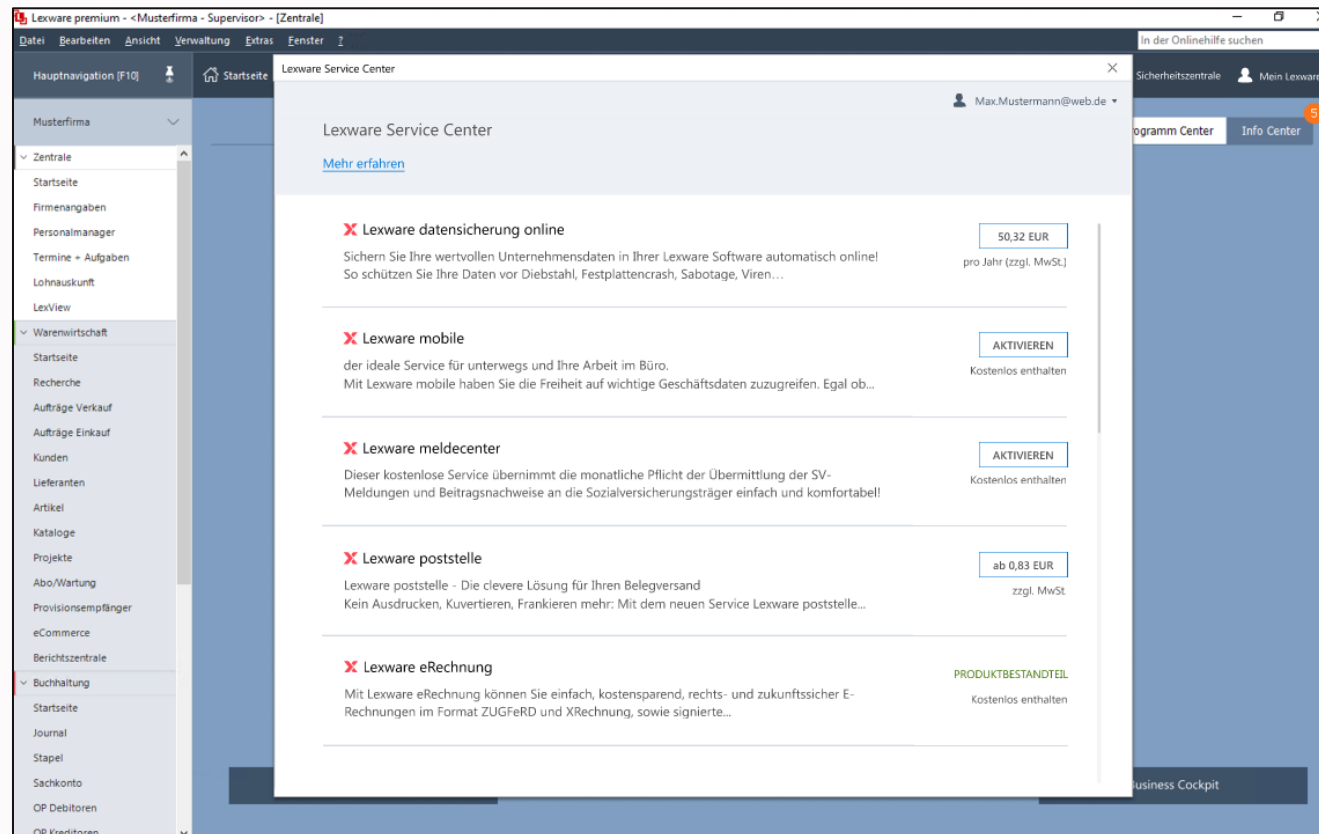 Lexware premium - <Musterfirma - Supervisor> - [Zentrale]
Datei Bearbeiten Ansicht Verwaltung Extras Fenster ?
In der Onlinehilfe suchen
Hauptnavigation [F10]
Startseite
Sicherheitszentrale
Mein Lexware
Musterfirma
Zentrale
Startseite
Firmenangaben
Personalmanager
Termine + Aufgaben
Lohnauskunft
LexView
Warenwirtschaft
Startseite
Recherche
Aufträge Verkauf
Aufträge Einkauf
Kunden
Lieferanten
Artikel
Kataloge
Projekte
Abo/Wartung
Provisionsempfänger
eCommerce
Berichtszentrale
Buchhaltung
Startseite
Journal
Stapel
Sachkonto
OP Debitoren
OP Kreditoren
Lexware Service Center
Max.Mustermann@web.de
Lexware Service Center
Mehr erfahren
Lexware datensicherung online
Sichern Sie Ihre wertvollen Unternehmensdaten in Ihrer Lexware Software automatisch online!
So schützen Sie Ihre Daten vor Diebstahl, Festplattencrash, Sabotage, Viren...
50,32 EUR
pro Jahr (zzgl. MwSt.)
Lexware mobile
der ideale Service für unterwegs und Ihre Arbeit im Büro.
Mit Lexware mobile haben Sie die Freiheit auf wichtige Geschäftsdaten zuzugreifen. Egal ob...
AKTIVIEREN
Kostenlos enthalten
Lexware meldecenter
Dieser kostenlose Service übernimmt die monatliche Pflicht der Übermittlung der SV-
Meldungen und Beitragsnachweise an die Sozialversicherungsträger einfach und komfortabel!
AKTIVIEREN
Kostenlos enthalten
Lexware poststelle
Lexware poststelle - Die clevere Lösung für Ihren Belegversand
Kein Ausdrucken, Kuvertieren, Frankieren mehr: Mit dem neuen Service Lexware poststelle...
ab 0,83 EUR
zzgl. MwSt.
Lexware eRechnung
Mit Lexware eRechnung können Sie einfach, kostensparend, rechts- und zukunftssicher E-
Rechnungen im Format ZUGFeRD und XRechnung, sowie signierte...
PRODUKTBESTANDTEIL
Kostenlos enthalten
ogramm Center
Info Center
5
usiness Cockpit